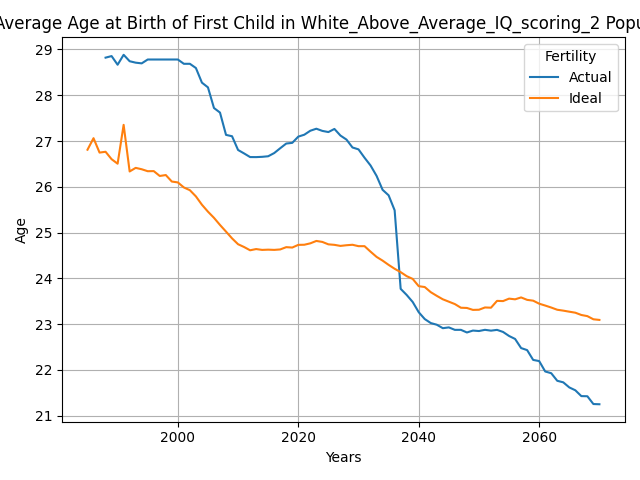 Average Age at Birth of First Child in White_Above_Average_IQ_scoring_2
Fertility
Actual
Ideal
29
28
27
26
25
24
23
22
21
Age
2000
2020
2040
2060
Years